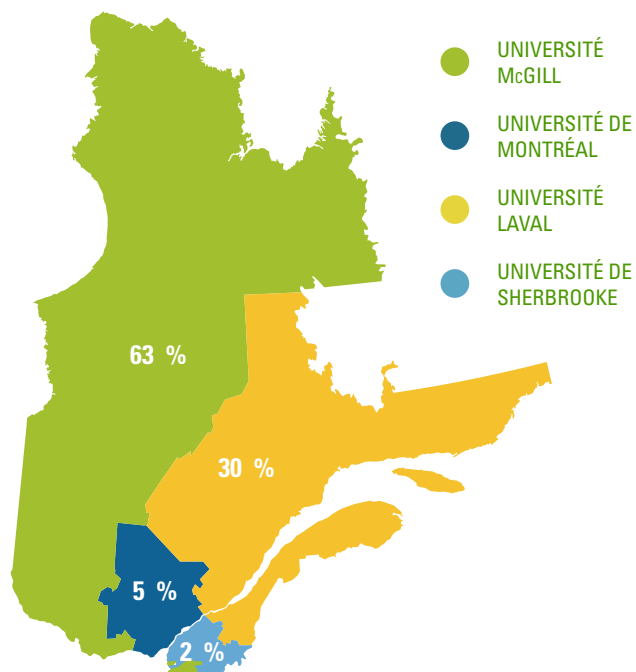 UNIVERSITÉ
McGILL
UNIVERSITÉ DE
MONTRÉAL
UNIVERSITÉ
LAVAL
UNIVERSITÉ DE
SHERBROOKE
63 %
30 %
5 %
2 %